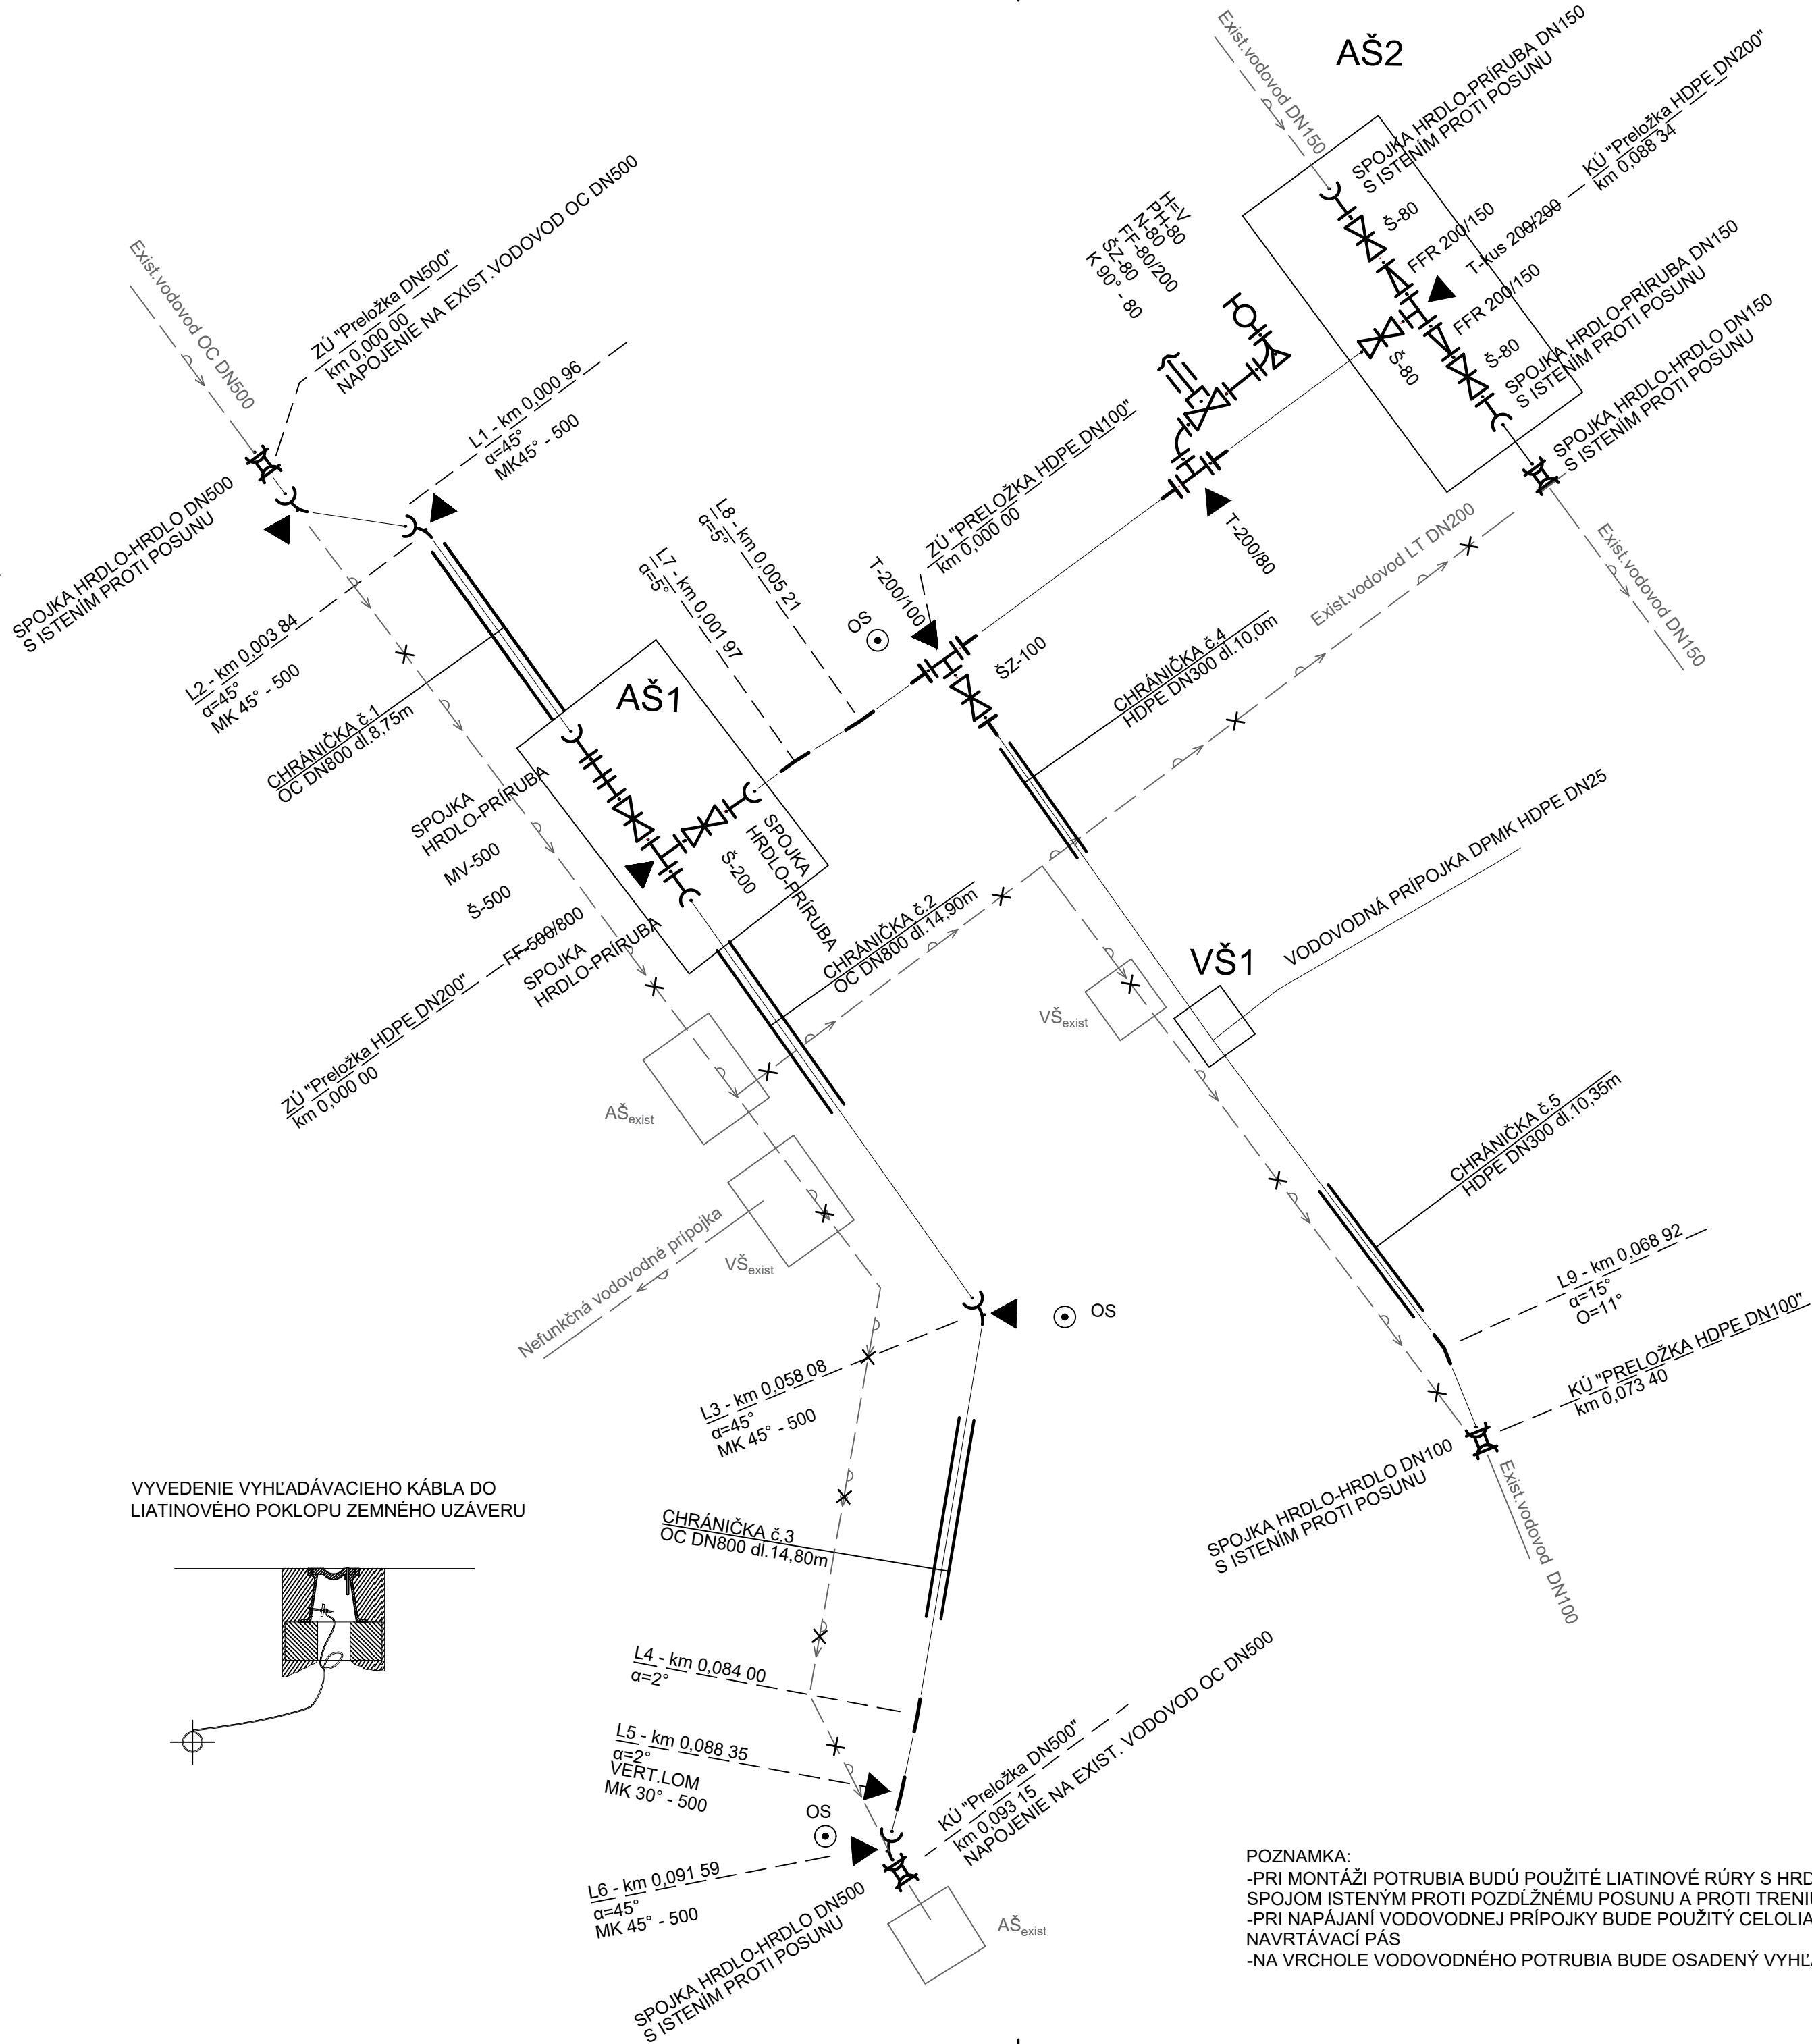 AŠ2
Exist.vodovod DN150
SPOJKA HRDLO-PRÍRUBA DN150
S ISTENÍM PROTI POSUNU
KÚ "Preložka HDPE DN200"
km 0,088 34
Š-80
FFR 200/150
T-kus 200/200
FFR 200/150
Š-80
Š-80
SPOJKA HRDLO-PRÍRUBA DN150
S ISTENÍM PROTI POSUNU
SPOJKA HRDLO-HRDLO DN150
S ISTENÍM PROTI POSUNU
Exist.vodovod DN150
H=V
PH-80
N-80
FF-80/200
ŠZ-80
K 90° - 80
T-200/80
Exist.vodovod LT DN200
Exist.vodovod OC DN500
ZÚ "Preložka DN500"
km 0,000 00
NAPOJENIE NA EXIST.VODOVOD OC DN500
L1 - km 0,000 96
α=45°
MK45° - 500
SPOJKA HRDLO-HRDLO DN500
S ISTENÍM PROTI POSUNU
L2 - km 0,003 84
α=45°
MK 45° - 500
CHRÁNIČKA č.1
OC DN800 dl.8,75m
AŠ1
L7 - km 0,001 97
α=5°
L8 - km 0,005 21
α=5°
OS
T-200/100
ZÚ "PRELOŽKA HDPE DN100"
km 0,000 00
ŠZ-100
CHRÁNIČKA č.4
HDPE DN300 dl.10,0m
SPOJKA
HRDLO-PRÍRUBA
MV-500
Š-500
FF-500/800
SPOJKA
HRDLO-PRÍRUBA
Š-200
SPOJKA
HRDLO-PRÍRUBA
ZÚ "Preložka HDPE DN200"
km 0,000 00
CHRÁNIČKA č.2
OC DN800 dl.14,90m
VODOVODNÁ PRÍPOJKA DPMK HDPE DN25
VŠ1
VŠexist
AŠexist
VŠexist
Nefunkčná vodovodné prípojka
CHRÁNIČKA č.5
HDPE DN300 dl.10,35m
L9 - km 0,068 92
α=15°
O=11°
KÚ "PRELOŽKA HDPE DN100"
km 0,073 40
OS
L3 - km 0,058 08
α=45°
MK 45° - 500
SPOJKA HRDLO-HRDLO DN100
S ISTENÍM PROTI POSUNU
Exist.vodovod DN100
VYVEDENIE VYHĽADÁVACIEHO KÁBLA DO
LIATINOVÉHO POKLOPU ZEMNÉHO UZÁVERU
CHRÁNIČKA č.3
OC DN800 dl.14,80m
L4 - km 0,084 00
α=2°
L5 - km 0,088 35
α=2°
VERT.LOM
MK 30° - 500
OS
L6 - km 0,091 59
α=45°
MK 45° - 500
KÚ "Preložka DN500"
km 0,093 15
NAPOJENIE NA EXIST. VODOVOD OC DN500
SPOJKA HRDLO-HRDLO DN500
S ISTENÍM PROTI POSUNU
AŠexist
POZNAMKA:
-PRI MONTÁŽI POTRUBIA BUDÚ POUŽITÉ LIATINOVÉ RÚRY S HRD
SPOJOM ISTENÝM PROTI POZDĹŽNÉMU POSUNU A PROTI TRENI
-PRI NAPÁJANÍ VODOVODNEJ PRÍPOJKY BUDE POUŽITÝ CELOLIA
NAVRTÁVACÍ PÁS
-NA VRCHOLE VODOVODNÉHO POTRUBIA BUDE OSADENÝ VYHĽ